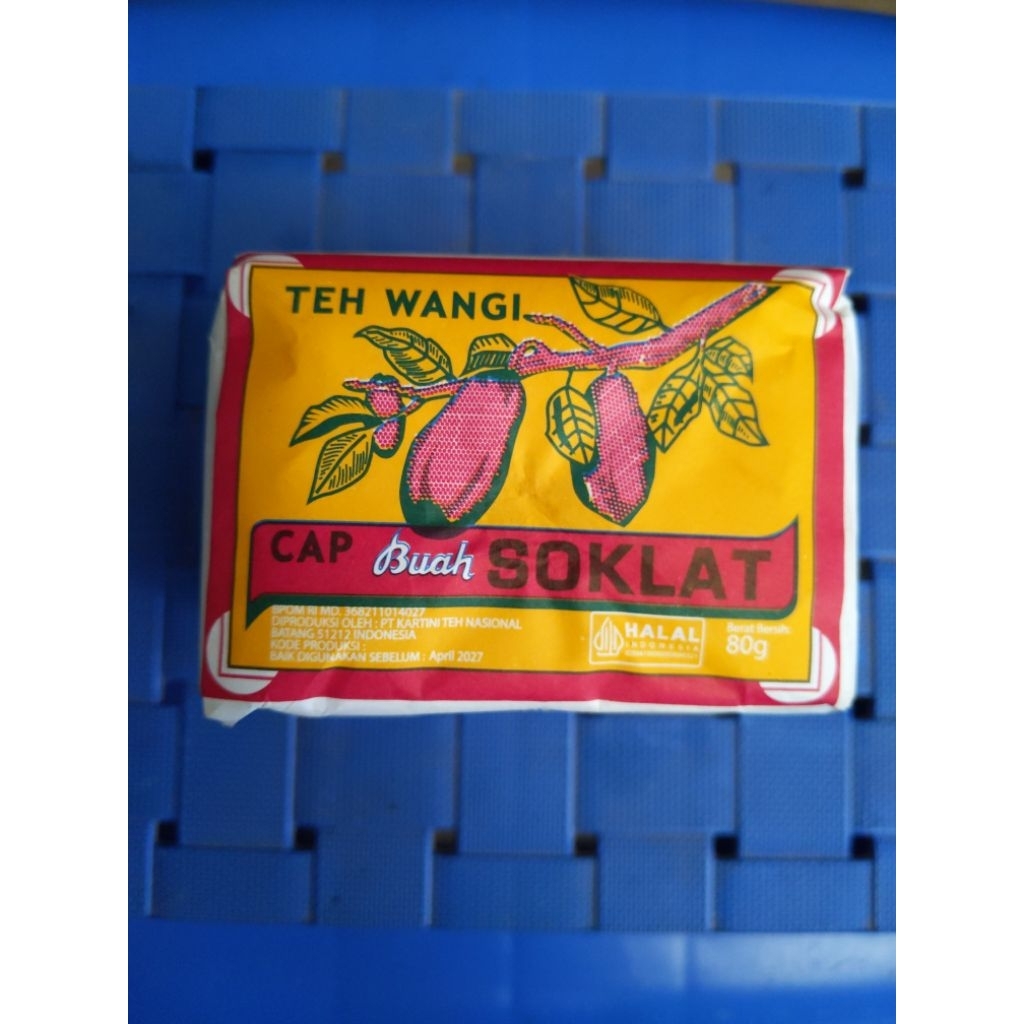 TEH WANGI
CAP Buah SOKLAT
BPOM RI MD. 368211014027
DIPRODUKSI OLEH : PT KARTINI TEH NASIONAL
BATANG 51212 INDONESIA
KODE PRODUKSI :
BAIK DIGUNAKAN SEBELUM : April 2027
HALAL
INDONESIA
Berat Bersih:
80g